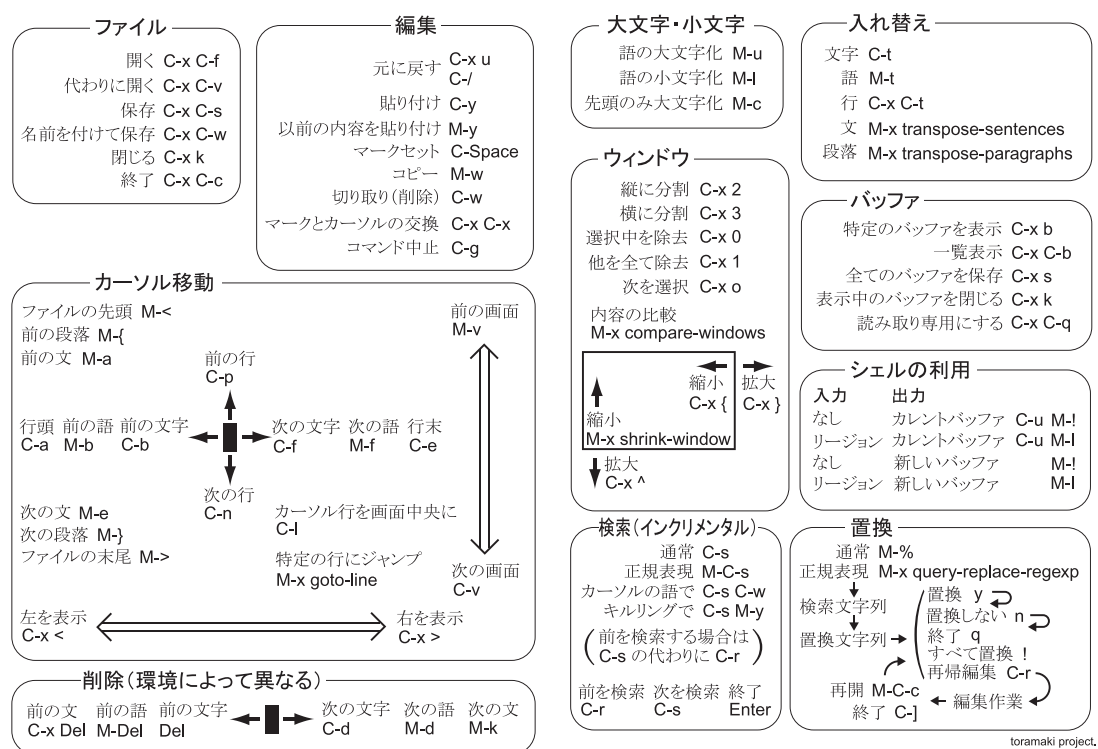 ファイル
開く C-x C-f
代わりに開く C-x C-v
保存 C-x C-s
名前を付けて保存 C-x C-w
閉じる C-x k
終了 C-x C-c
編集
元に戻す C-x u
C-/
貼り付け C-y
以前の内容を貼り付け M-y
マークセット C-Space
コピー M-w
切り取り(削除) C-w
マークとカーソルの交換 C-x C-x
コマンド中止 C-g
カーソル移動
ファイルの先頭 M-<
前の段落 M-{
前の文 M-a
前の画面
M-v
前の行
C-p
行頭 前の語 前の文字 次の文字 次の語 行末
C-a M-b C-b C-f M-f C-e
次の行
C-n
次の文 M-e
次の段落 M-}
ファイルの末尾 M->
カーソル行を画面中央に
C-l
特定の行にジャンプ
M-x goto-line
次の画面
C-v
左を表示 右を表示
C-x < C-x >
削除(環境によって異なる)
前の文 前の語 前の文字 次の文字 次の語 次の文
C-x Del M-Del Del C-d M-d M-k
大文字・小文字
語の大文字化 M-u
語の小文字化 M-l
先頭のみ大文字化 M-c
ウィンドウ
縦に分割 C-x 2
横に分割 C-x 3
選択中を除去 C-x 0
他を全て除去 C-x 1
次を選択 C-x o
内容の比較
M-x compare-windows
縮小 拡大
C-x { C-x }
縮小
M-x shrink-window
拡大
C-x ^
検索(インクリメンタル)
通常 C-s
正規表現 M-C-s
カーソルの語で C-s C-w
キルリングで C-s M-y
(前を検索する場合は
C-s の代わりに C-r)
前を検索 次を検索 終了
C-r C-s Enter
入れ替え
文字 C-t
語 M-t
行 C-x C-t
文 M-x transpose-sentences
段落 M-x transpose-paragraphs
バッファ
特定のバッファを表示 C-x b
一覧表示 C-x C-b
全てのバッファを保存 C-x s
表示中のバッファを閉じる C-x k
読み取り専用にする C-x C-q
シェルの利用
入力 出力
なし カレントバッファ C-u M-!
リージョン カレントバッファ C-u M-l
なし 新しいバッファ M-!
リージョン 新しいバッファ M-l
置換
通常 M-%
正規表現 M-x query-replace-regexp
検索文字列
置換文字列
置換 y
置換しない n
終了 q
すべて置換 !
再帰編集 C-r
編集作業
再開 M-C-c
終了 C-]
toramaki project.